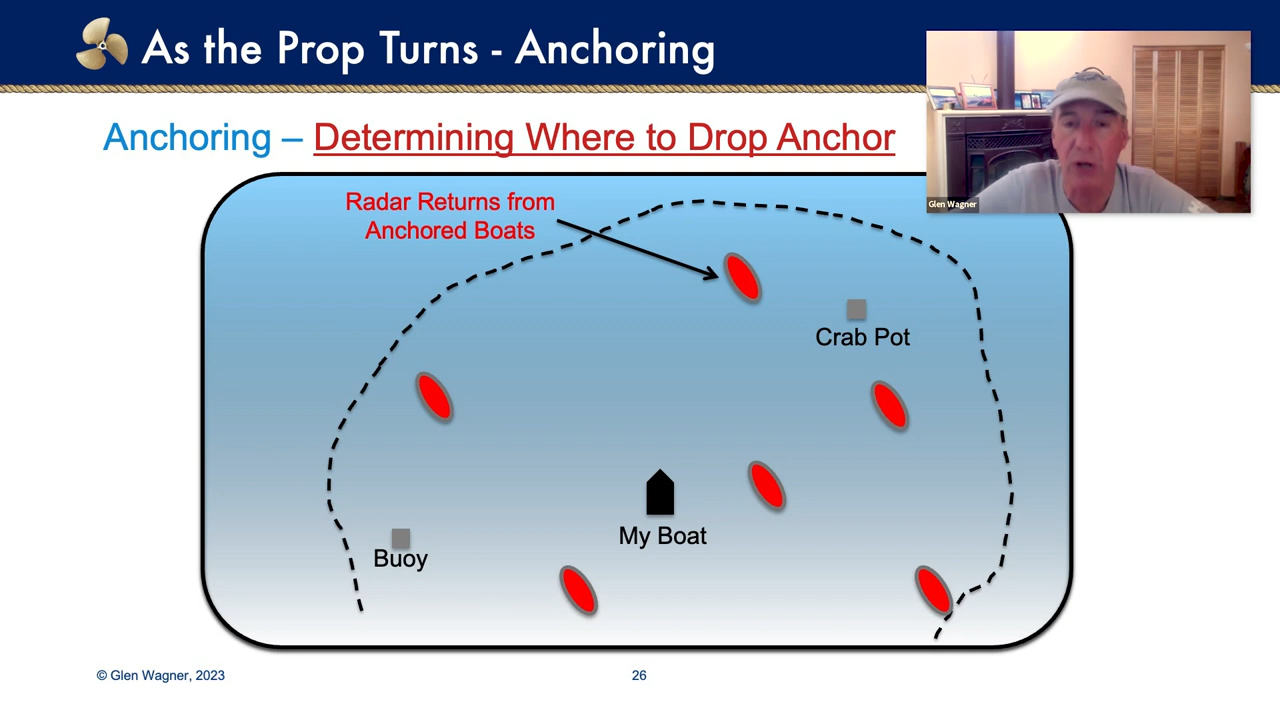 As the Prop Turns - Anchoring
Anchoring – Determining Where to Drop Anchor
Glen Wagner
Radar Returns from
Anchored Boats
Crab Pot
My Boat
Buoy
© Glen Wagner, 2023
26